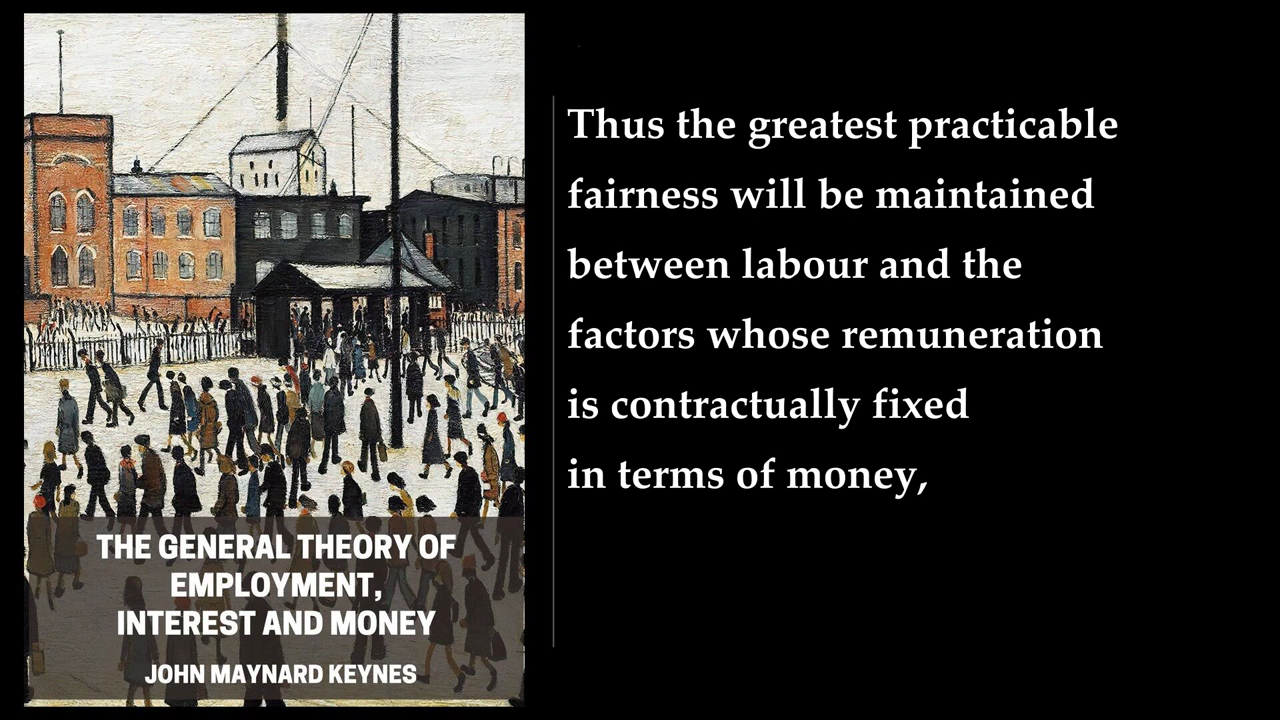 Thus the greatest practicable
fairness will be maintained
between labour and the
factors whose remuneration
is contractually fixed
in terms of money,
THE GENERAL THEORY OF
EMPLOYMENT,
INTEREST AND MONEY
JOHN MAYNARD KEYNES